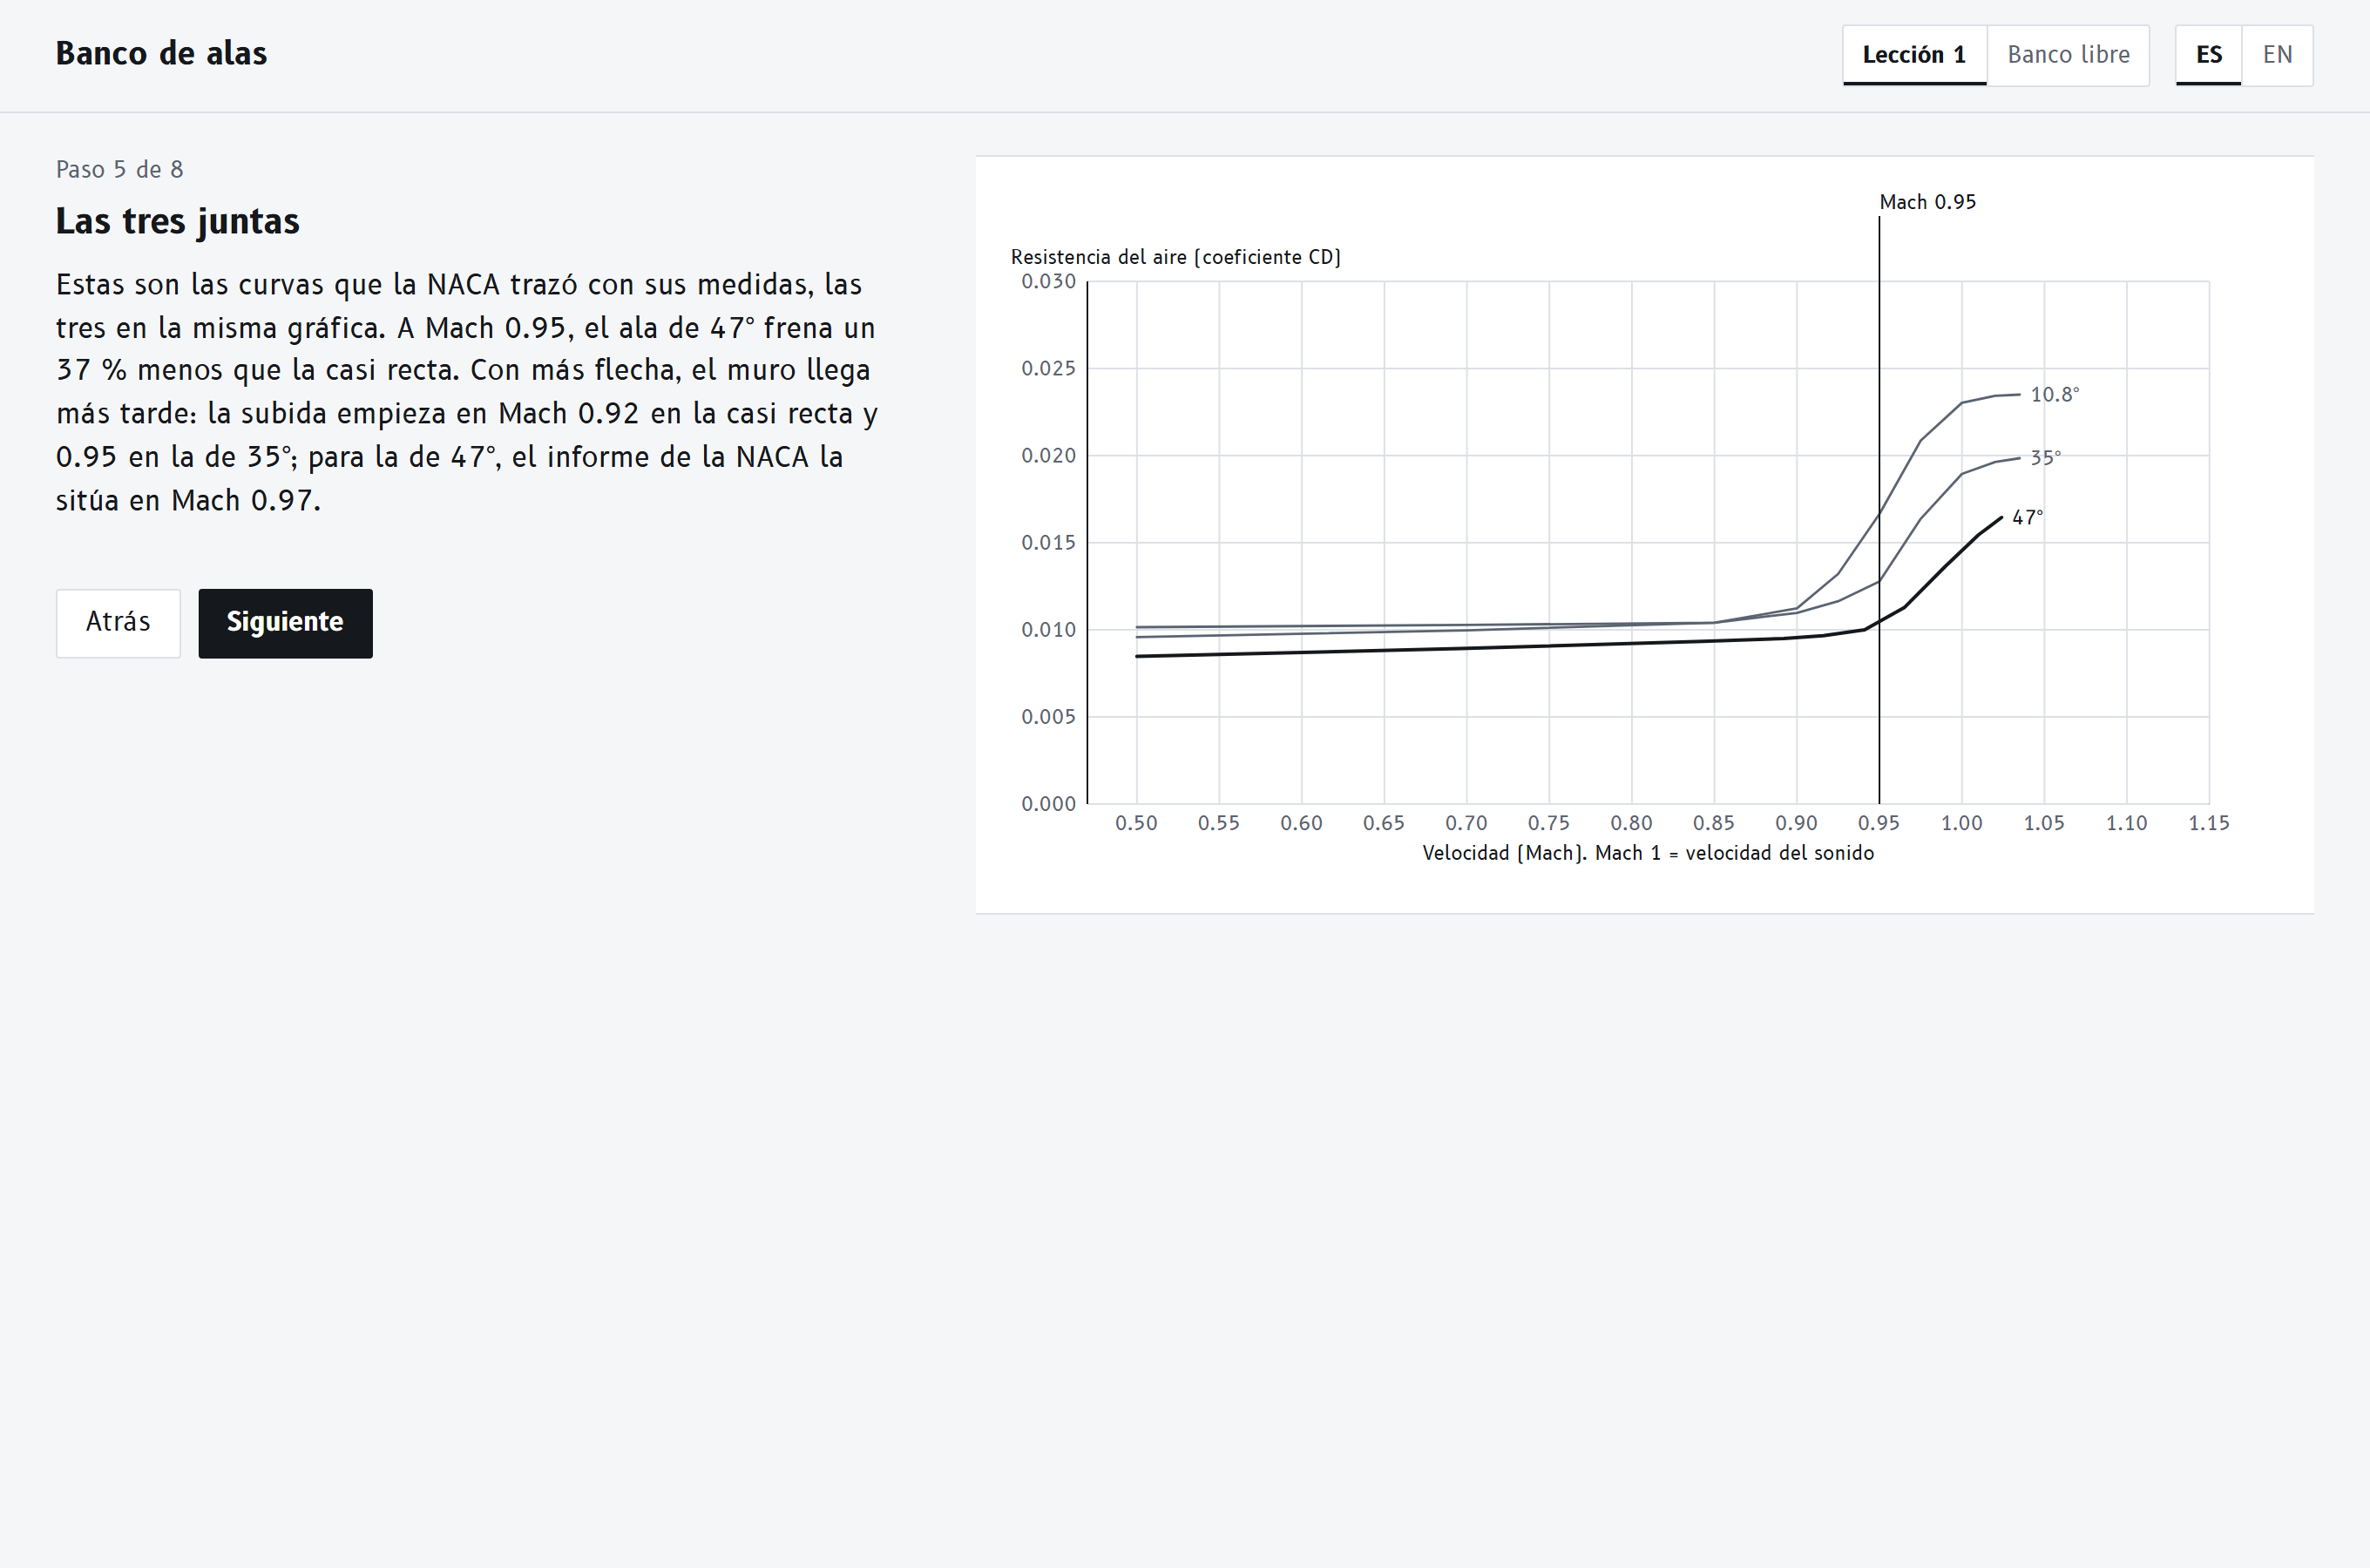 Banco de alas
Lección 1
Banco libre
ES
EN
Paso 5 de 8
Las tres juntas
Estas son las curvas que la NACA trazó con sus medidas, las
tres en la misma gráfica. A Mach 0.95, el ala de 47° frena un
37 % menos que la casi recta. Con más flecha, el muro llega
más tarde: la subida empieza en Mach 0.92 en la casi recta y
0.95 en la de 35°; para la de 47°, el informe de la NACA la
sitúa en Mach 0.97.
Atrás
Siguiente
Mach 0.95
Resistencia del aire (coeficiente CD)
0.030
0.025
0.020
0.015
0.010
0.005
0.000
10.8°
35°
47°
0.50 0.55 0.60 0.65 0.70 0.75 0.80 0.85 0.90 0.95 1.00 1.05 1.10 1.15
Velocidad (Mach). Mach 1 = velocidad del sonido